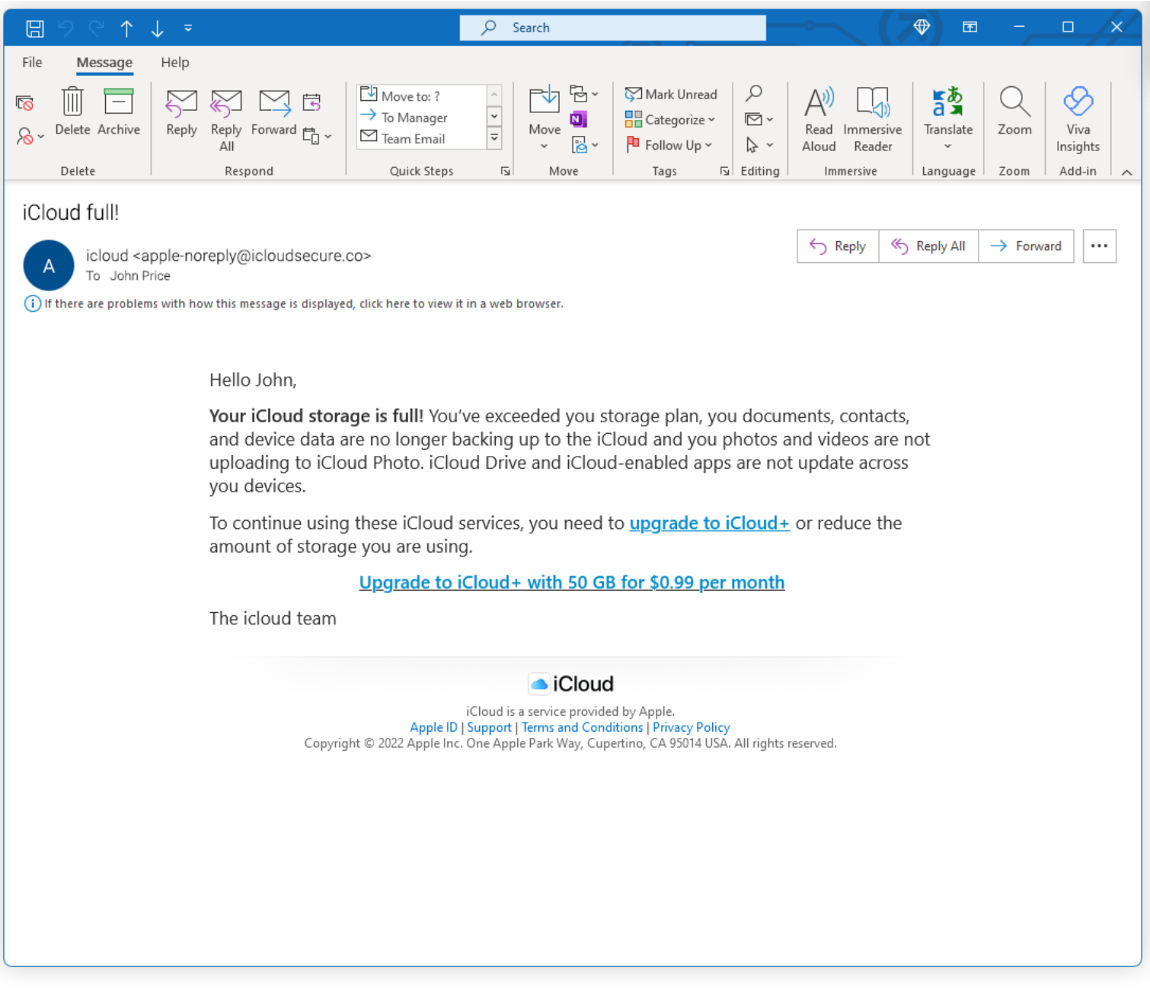 Search
File Message Help
Delete Archive
Reply Reply All Forward
Move to: ?
To Manager
Team Email
Move
Mark Unread
Categorize
Follow Up
Read Aloud Immersive Reader
Translate
Zoom
Viva Insights
Delete Respond Quick Steps Move Tags Editing Immersive Language Zoom Add-in
iCloud full!
A
icloud <apple-noreply@icloudsecure.co>
To John Price
Reply Reply All Forward
If there are problems with how this message is displayed, click here to view it in a web browser.
Hello John,
Your iCloud storage is full! You've exceeded you storage plan, you documents, contacts,
and device data are no longer backing up to the iCloud and you photos and videos are not
uploading to iCloud Photo. iCloud Drive and iCloud-enabled apps are not update across
you devices.
To continue using these iCloud services, you need to upgrade to iCloud+ or reduce the
amount of storage you are using.
Upgrade to iCloud+ with 50 GB for $0.99 per month
The icloud team
iCloud
iCloud is a service provided by Apple.
Apple ID | Support | Terms and Conditions | Privacy Policy
Copyright © 2022 Apple Inc. One Apple Park Way, Cupertino, CA 95014 USA. All rights reserved.